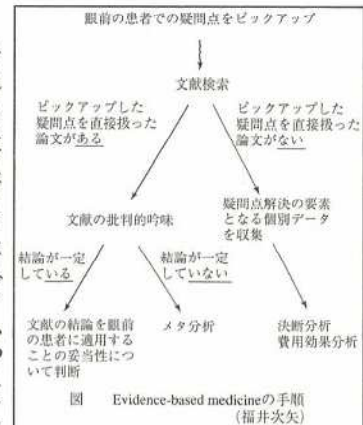 眼前の患者での疑問点をピックアップ
文献検索
ピックアップした
疑問点を直接扱った
論文がある
ピックアップした
疑問点を直接扱った
論文がない
文献の批判的吟味
疑問点解決の要素
となる個別データ
を収集
結論が一定
している
結論が一定
していない
文献の結論を眼前
の患者に適用する
ことの妥当性につ
いて判断
メタ分析
決断分析
費用効果分析
図 Evidence-based medicineの手順
(福井次矢)